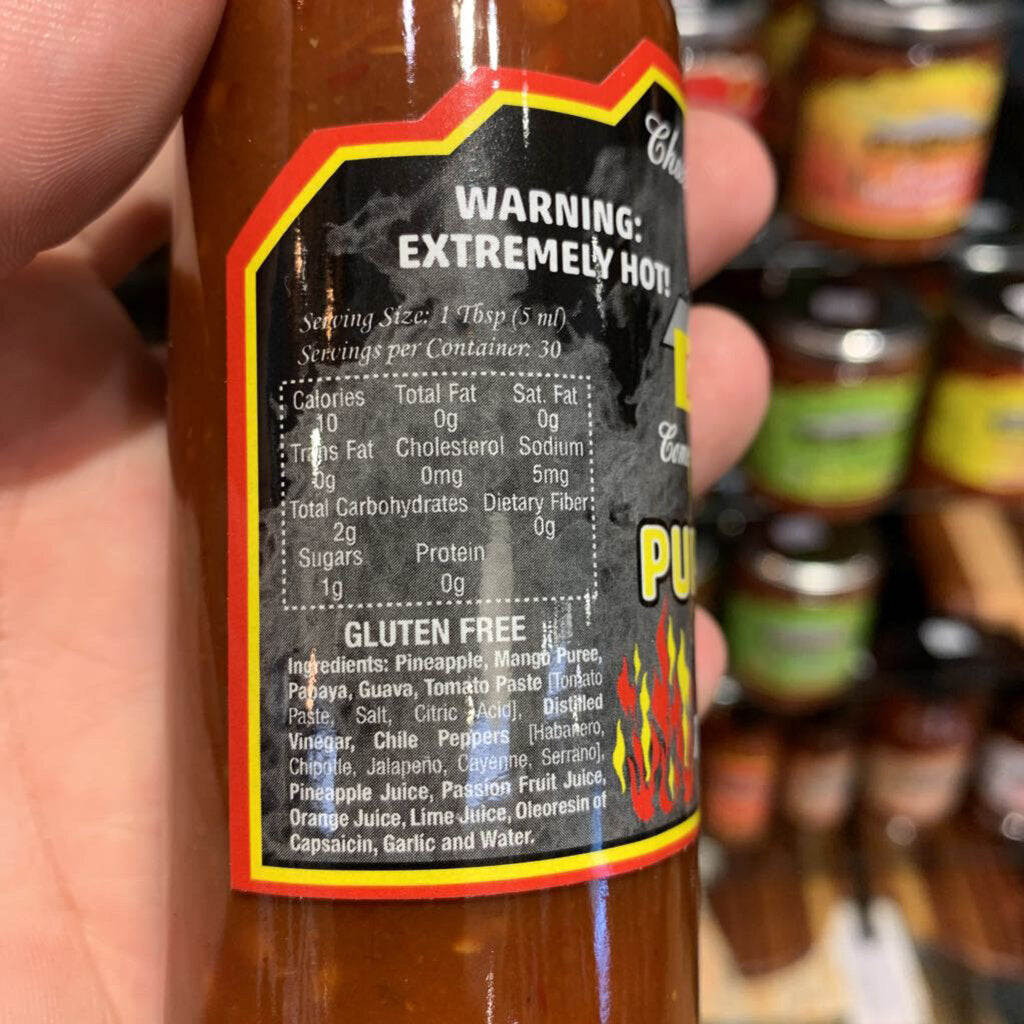 WARNING:
EXTREMELY HOT!
Serving Size: 1 Tbsp (5 ml)
Servings per Container: 30
Calories Total Fat Sat. Fat
10 0g 0g
Trans Fat Cholesterol Sodium
0g 0mg 5mg
Total Carbohydrates Dietary Fiber
2g 0g
Sugars Protein
1g 0g
GLUTEN FREE
Ingredients: Pineapple, Mango Puree,
Papaya, Guava, Tomato Paste [Tomato
Paste, Salt, Citric Acid], Distilled
Vinegar, Chile Peppers [Habanero,
Chipotle, Jalapeno, Cayenne, Serrano],
Pineapple Juice, Passion Fruit Juice,
Orange Juice, Lime Juice, Oleoresin of
Capsaicin, Garlic and Water.
PU